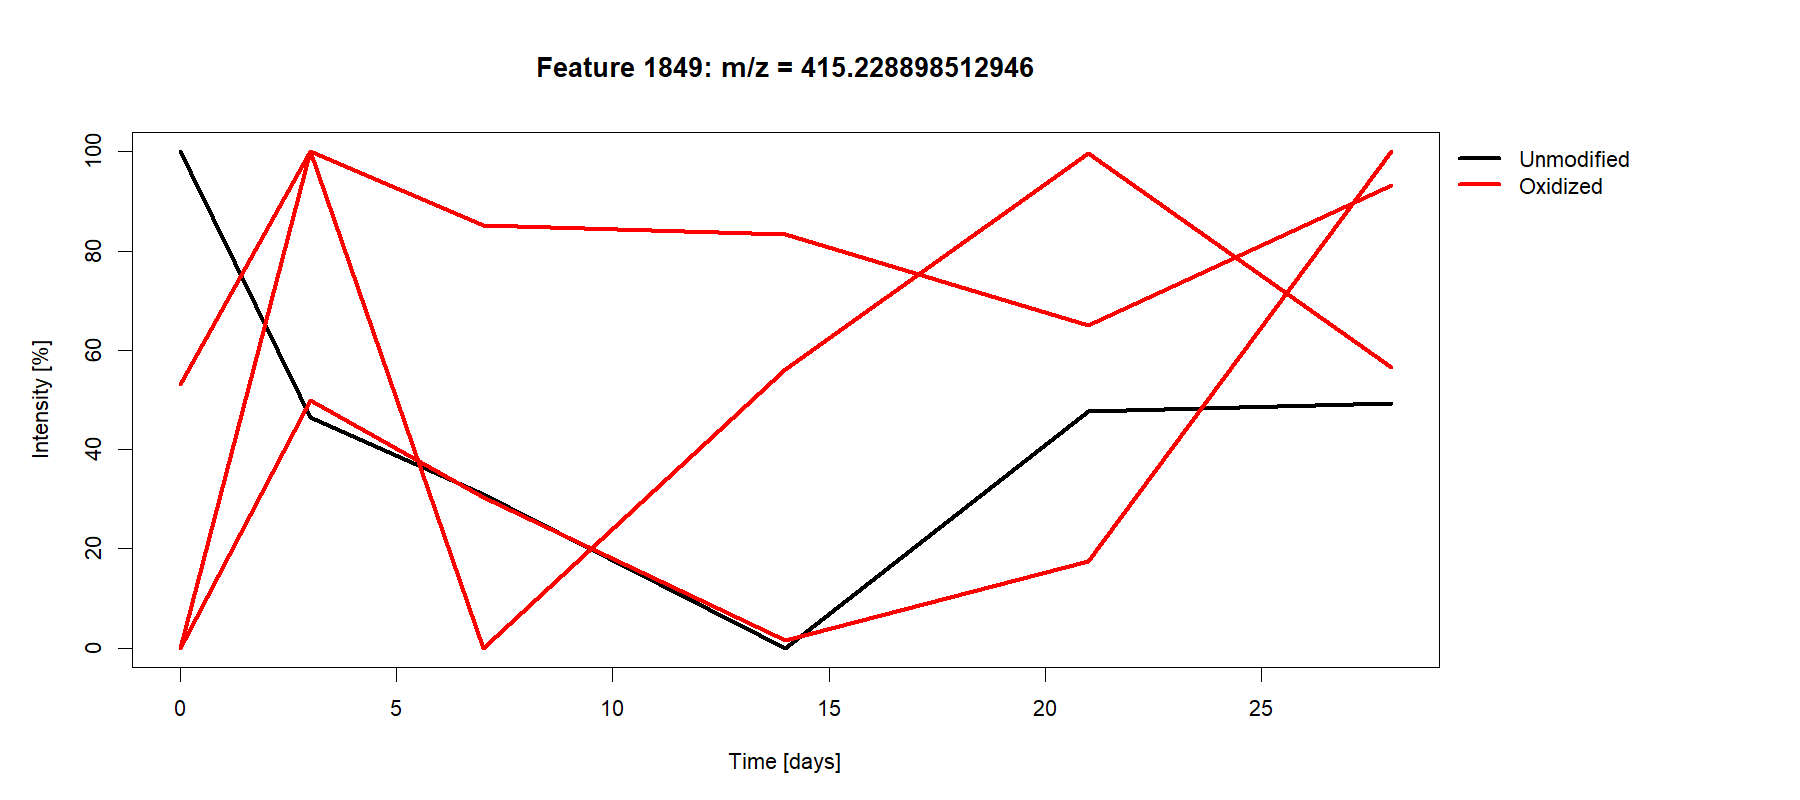 Feature 1849: m/z = 415.228898512946
100
80
60
40
20
0
Intensity [%]
0 5 10 15 20 25
Time [days]
Unmodified
Oxidized